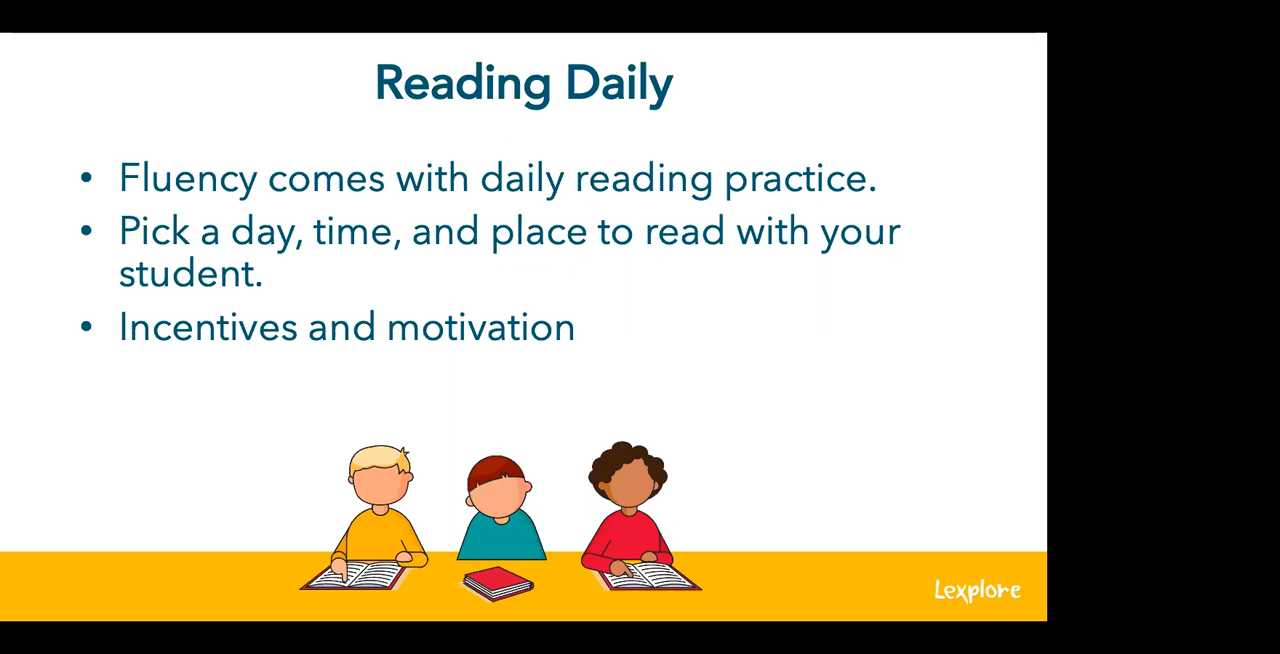 Reading Daily
• Fluency comes with daily reading practice.
• Pick a day, time, and place to read with your
student.
• Incentives and motivation
Lexplore